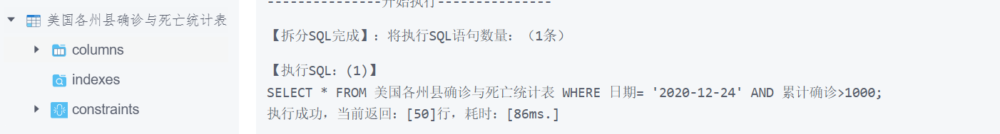 美国各州县确诊与死亡统计表
columns
indexes
constraints
---------------开始执行---------------
【拆分SQL完成】：将执行SQL语句数量：（1条）
【执行SQL：(1)】
SELECT * FROM 美国各州县确诊与死亡统计表 WHERE 日期= '2020-12-24' AND 累计确诊>1000;
执行成功，当前返回：[50]行，耗时：[86ms.]